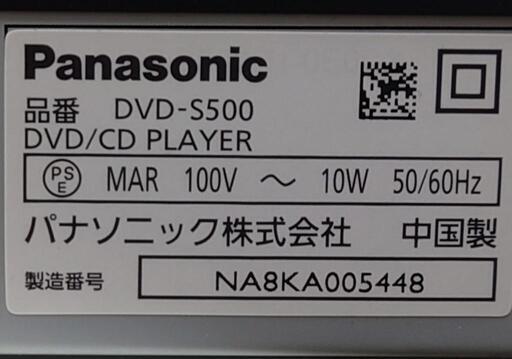 Panasonic
品番 DVD-S500
DVD/CD PLAYER
PS E MAR 100V ～ 10W 50/60Hz
パナソニック株式会社 中国製
製造番号 NA8KA005448